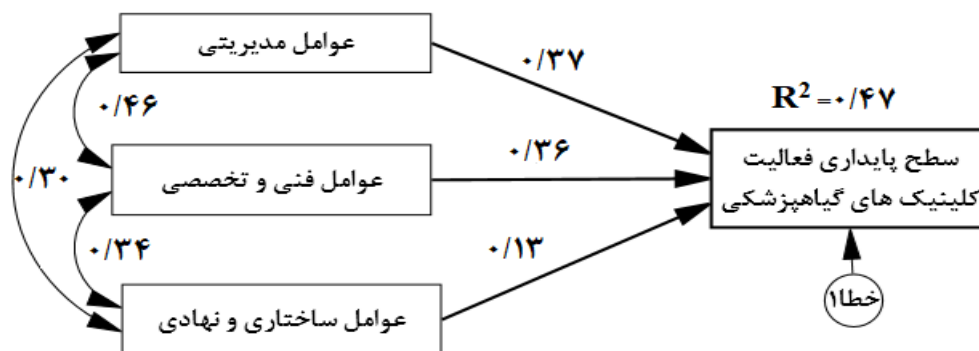 عوامل مدیریتی
۰/۳۷
R² =۰/۴۷
۰/۴۶
سطح پایداری فعالیت
کلینیک های گیاهپزشکی
۰/۳۶
عوامل فنی و تخصصی
۰/۳۰
۰/۳۴
۰/۱۳
خطا۱
عوامل ساختاری و نهادی